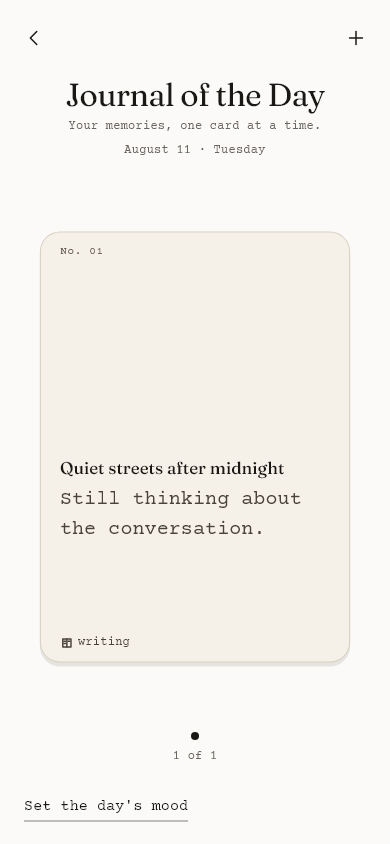 Journal of the Day
Your memories, one card at a time.
August 11 · Tuesday
No. 01
Quiet streets after midnight
Still thinking about
the conversation.
writing
1 of 1
Set the day's mood